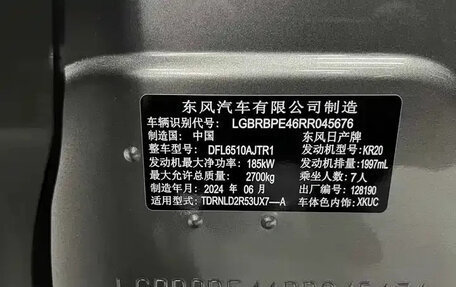 东风汽车有限公司制造
车辆识别代号: LGBRBPE46RR045676
制造国: 中国 东风日产牌
整车型号: DFL6510AJTR1 发动机型号: KR20
发动机最大净功率: 185kW 发动机排量: 1997mL
最大允许总质量: 2700kg 乘坐人数: 7人
制造年月: 2024 年 06 月 出厂编号: 128190
适用型式: TDRNLD2R53UX7—A 车体色内饰: XKUC